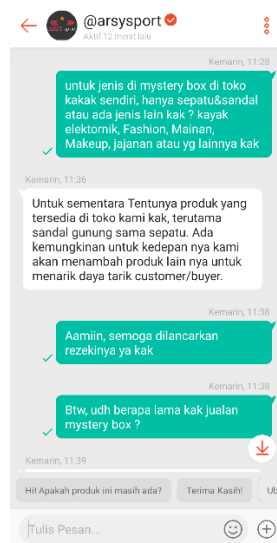 @arsysport
Aktif 12 menit lalu
Kemarin, 11:28
untuk jenis di mystery box di toko
kakak sendiri, hanya sepatu&sandal
atau ada jenis lain kak ? kayak
elektornik, Fashion, Mainan,
Makeup, jajanan atau yg lainnya kak
Kemarin, 11:36
Untuk sementara Tentunya produk yang
tersedia di toko kami kak, terutama
sandal gunung sama sepatu. Ada
kemungkinan untuk kedepan nya kami
akan menambah produk lain nya untuk
menarik daya tarik customer/buyer.
Kemarin, 11:38
Aamiin, semoga dilancarkan
rezekinya ya kak
Kemarin, 11:38
Btw, udh berapa lama kak jualan
mystery box ?
Kemarin, 11:39
Hi! Apakah produk ini masih ada?
Terima Kasih!
Ub
Tulis Pesan...